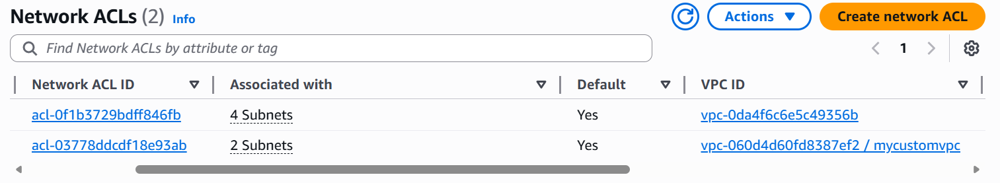 Network ACLs (2) Info Actions Create network ACL
Find Network ACLs by attribute or tag 1
Network ACL ID Associated with Default VPC ID
acl-0f1b3729bdff846fb 4 Subnets Yes vpc-0da4f6c6e5c49356b
acl-03778ddcdf18e93ab 2 Subnets Yes vpc-060d4d60fd8387ef2 / mycustomvpc